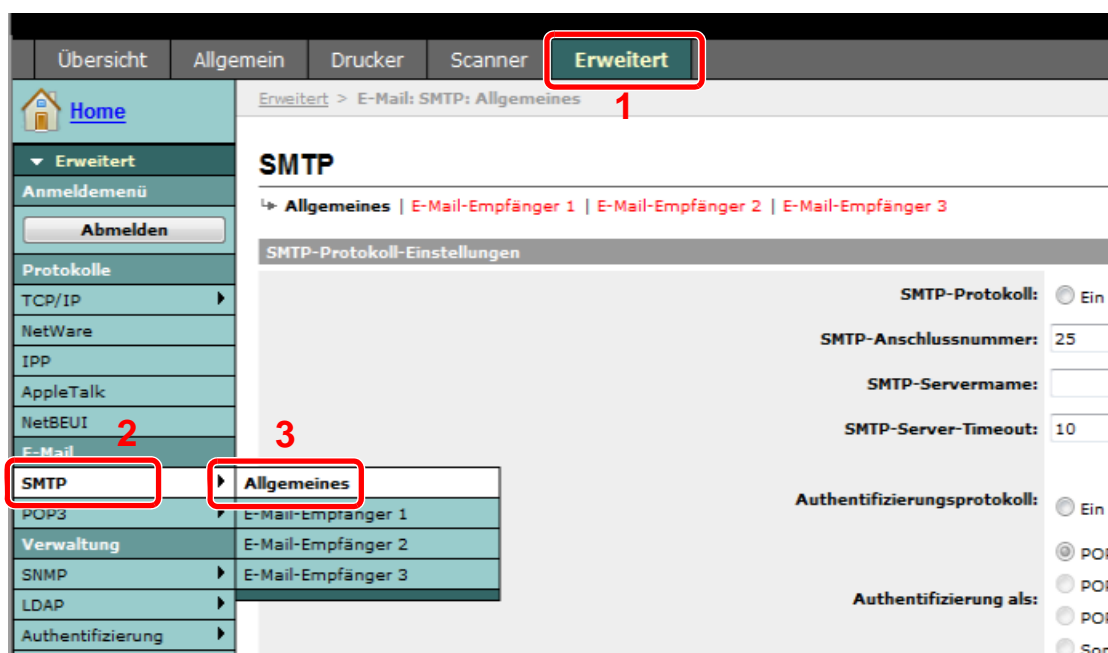 Übersicht Allgemein Drucker Scanner Erweitert
1
Home
Erweitert > E-Mail: SMTP: Allgemeines
Erweitert
Anmeldemenü
Abmelden
Protokolle
TCP/IP
NetWare
IPP
AppleTalk
NetBEUI
2
E-Mail
SMTP
POP3
Verwaltung
SNMP
LDAP
Authentifizierung
3
Allgemeines
E-Mail-Empfänger 1
E-Mail-Empfänger 2
E-Mail-Empfänger 3
SMTP
Allgemeines | E-Mail-Empfänger 1 | E-Mail-Empfänger 2 | E-Mail-Empfänger 3
SMTP-Protokoll-Einstellungen
SMTP-Protokoll: Ein
SMTP-Anschlussnummer: 25
SMTP-Servermame:
SMTP-Server-Timeout: 10
Authentifizierungsprotokoll: Ein
Authentifizierung als: